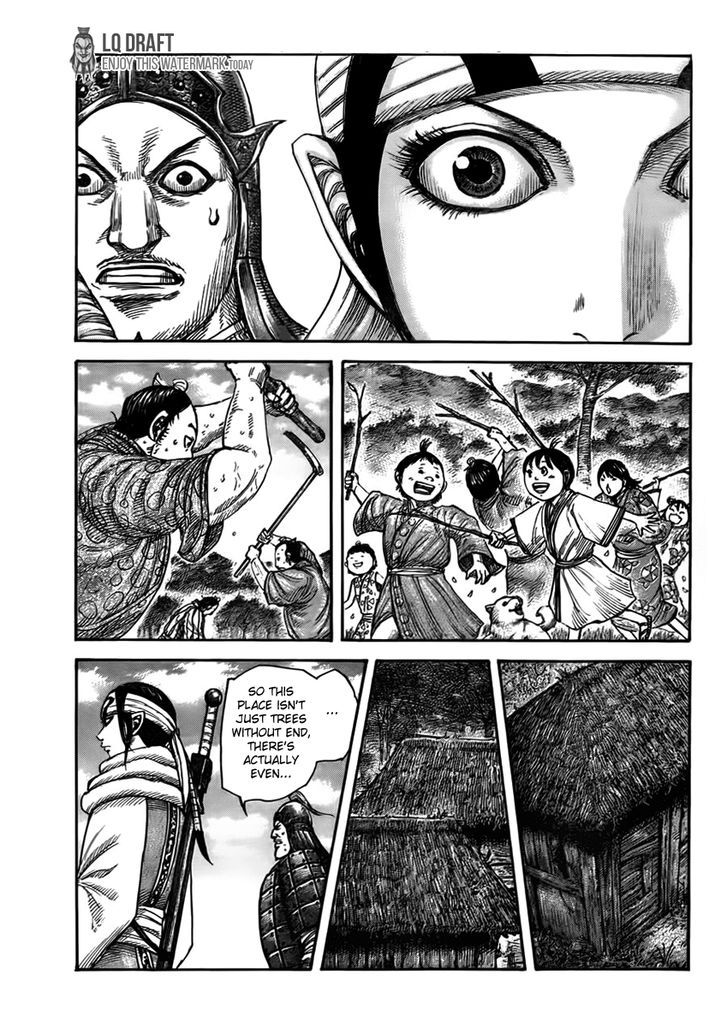 LQ DRAFT
ENJOY THIS WATERMARK TODAY
...
SO THIS
PLACE ISN'T
JUST TREES
WITHOUT END,
THERE'S
ACTUALLY
EVEN...